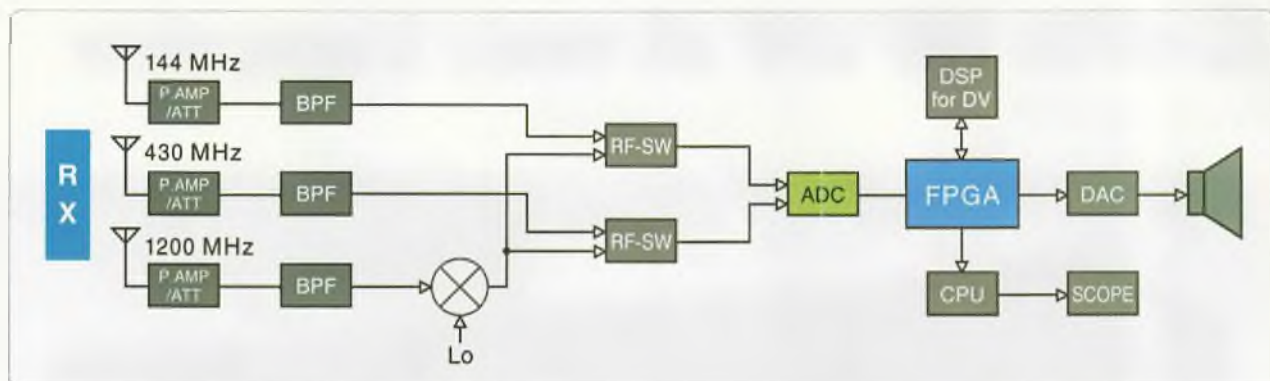 RX
144 MHz
P.AMP
/ATT
BPF
430 MHz
P.AMP
/ATT
BPF
1200 MHz
P.AMP
/ATT
BPF
Lo
RF-SW
RF-SW
ADC
DSP
for DV
FPGA
DAC
CPU
SCOPE